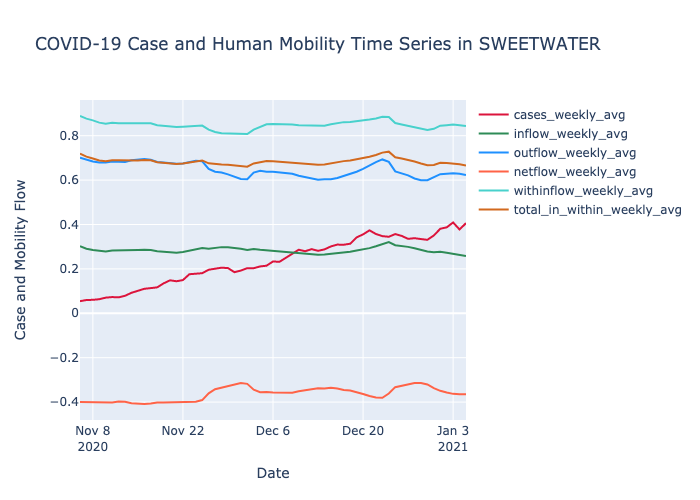 COVID-19 Case and Human Mobility Time Series in SWEETWATER
cases_weekly_avg
inflow_weekly_avg
outflow_weekly_avg
netflow_weekly_avg
withinflow_weekly_avg
total_in_within_weekly_avg
Case and Mobility Flow
0.8
0.6
0.4
0.2
0
−0.2
−0.4
Nov 8 Nov 22 Dec 6 Dec 20 Jan 3
2020 2021
Date